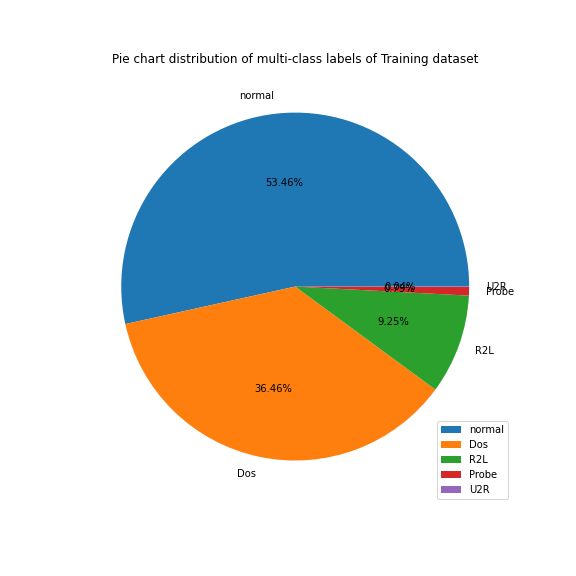 Pie chart distribution of multi-class labels of Training dataset
normal
53.46%
U2R
Probe
9.25%
R2L
36.46%
Dos
normal
Dos
R2L
Probe
U2R